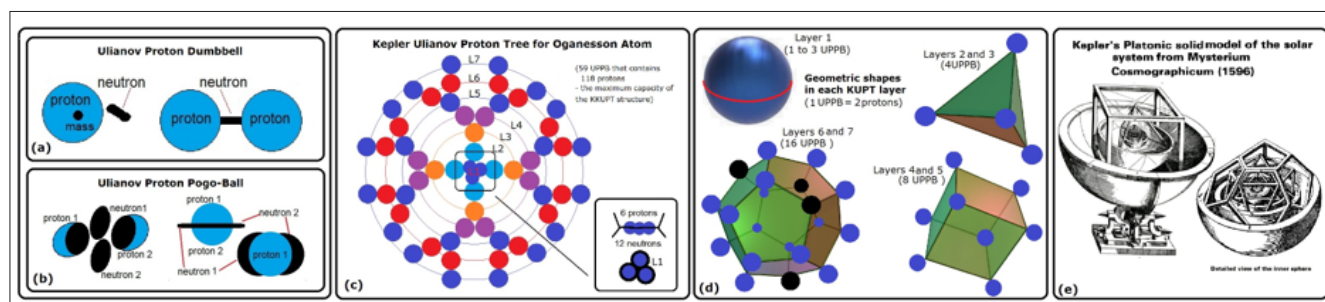 Ulianov Proton Dumbbell
neutron
neutron
proton
mass
proton
proton
(a)
Ulianov Proton Pogo-Ball
proton 1
neutron1
proton 2
neutron 2
neutron 2
proton 2
neutron 1
proton 1
(b)
Kepler Ulianov Proton Tree for Oganesson Atom
L7
L6
L5
L4
L3
L2
(59 UPPB that contains
118 protons
- the maximum capacity of
the KKUPT structure)
6 protons
12 neutrons
L1
(c)
Layer 1
(1 to 3 UPPB)
Geometric shapes
in each KUPT layer
(1 UPPB = 2protons)
Layers 2 and 3
(4UPPB)
Layers 6 and 7
(16 UPPB )
Layers 4 and 5
(8 UPPB )
(d)
Kepler's Platonic solid model of the solar
system from Mysterium
Cosmographicum (1596)
Detailed view of the inner sphere
(e)